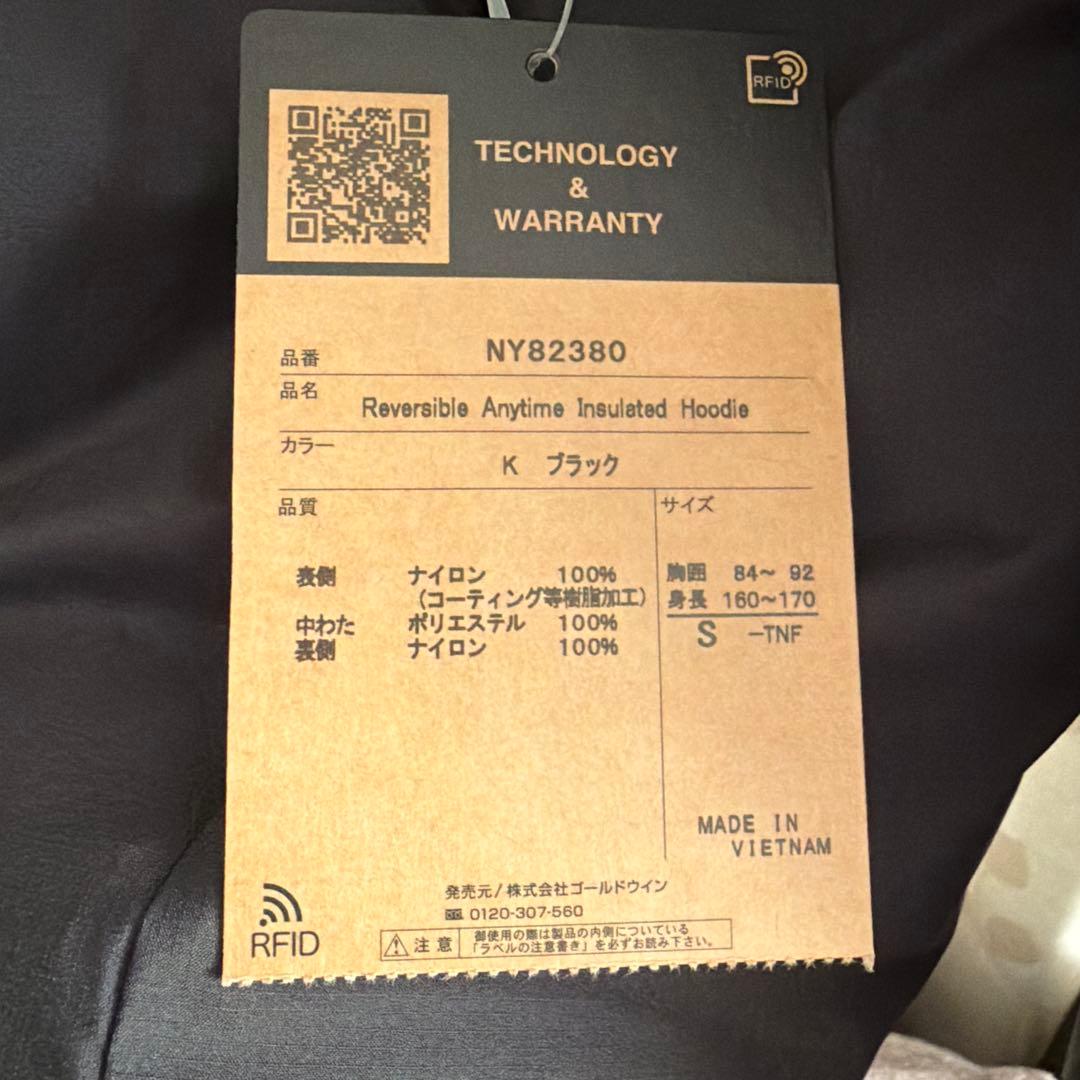 RFID
TECHNOLOGY
&
WARRANTY
品番 NY82380
品名 Reversible Anytime Insulated Hoodie
カラー K ブラック
品質
表側 ナイロン 100%
(コーティング等樹脂加工)
中わた ポリエステル 100%
裏側 ナイロン 100%
サイズ
胸囲 84～ 92
身長 160～170
S -TNF
MADE IN
VIETNAM
発売元/株式会社ゴールドウイン
0120-307-560
RFID
注意
御使用の際は製品の内側についている
「ラベルの注意書き」を必ずお読み下さい。